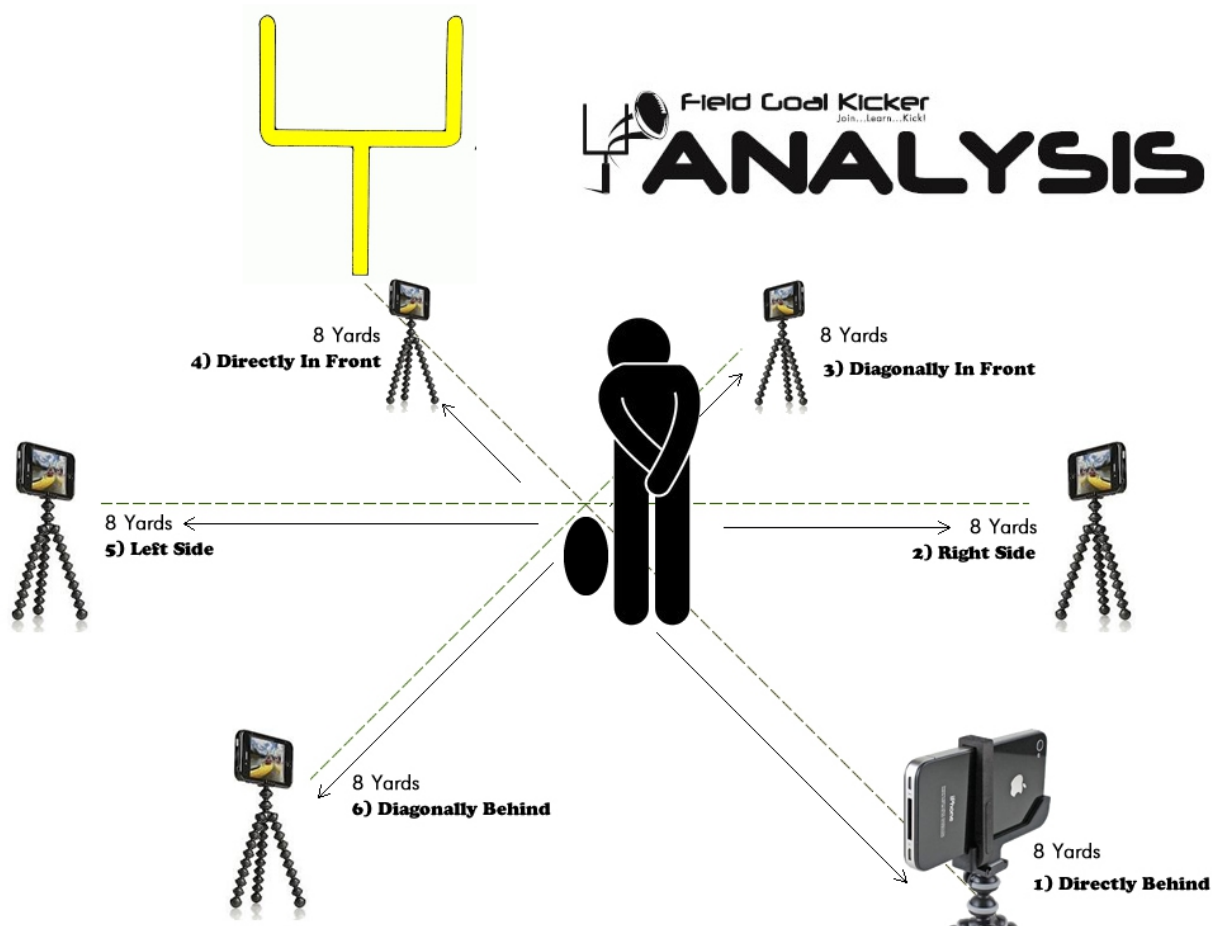 Field Goal Kicker
Join...Learn...Kick!
ANALYSIS
8 Yards
4) Directly In Front
8 Yards
3) Diagonally In Front
8 Yards
5) Left Side
8 Yards
2) Right Side
8 Yards
6) Diagonally Behind
iPhone
8 Yards
1) Directly Behind